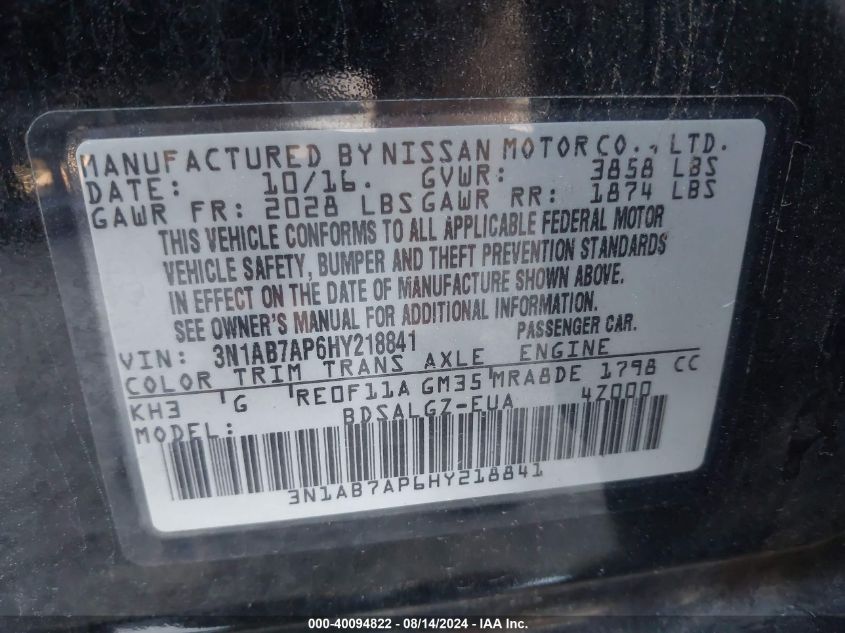 MANUFACTURED BY NISSAN MOTOR CO., LTD.
DATE: 10/16. GVWR: 3858 LBS
GAWR FR: 2028 LBS GAWR RR: 1874 LBS
THIS VEHICLE CONFORMS TO ALL APPLICABLE FEDERAL MOTOR
VEHICLE SAFETY, BUMPER AND THEFT PREVENTION STANDARDS
IN EFFECT ON THE DATE OF MANUFACTURE SHOWN ABOVE.
SEE OWNER'S MANUAL FOR ADDITIONAL INFORMATION.
VIN: 3N1AB7AP6HY218841 PASSENGER CAR.
COLOR TRIM TRANS AXLE ENGINE
KH3 G RE0F11A GM35 MRA8DE 1798 CC
MODEL: BDSALGZ-EUA 4Z000
3N1AB7AP6HY218841
000-40094822 - 08/14/2024 - IAA Inc.